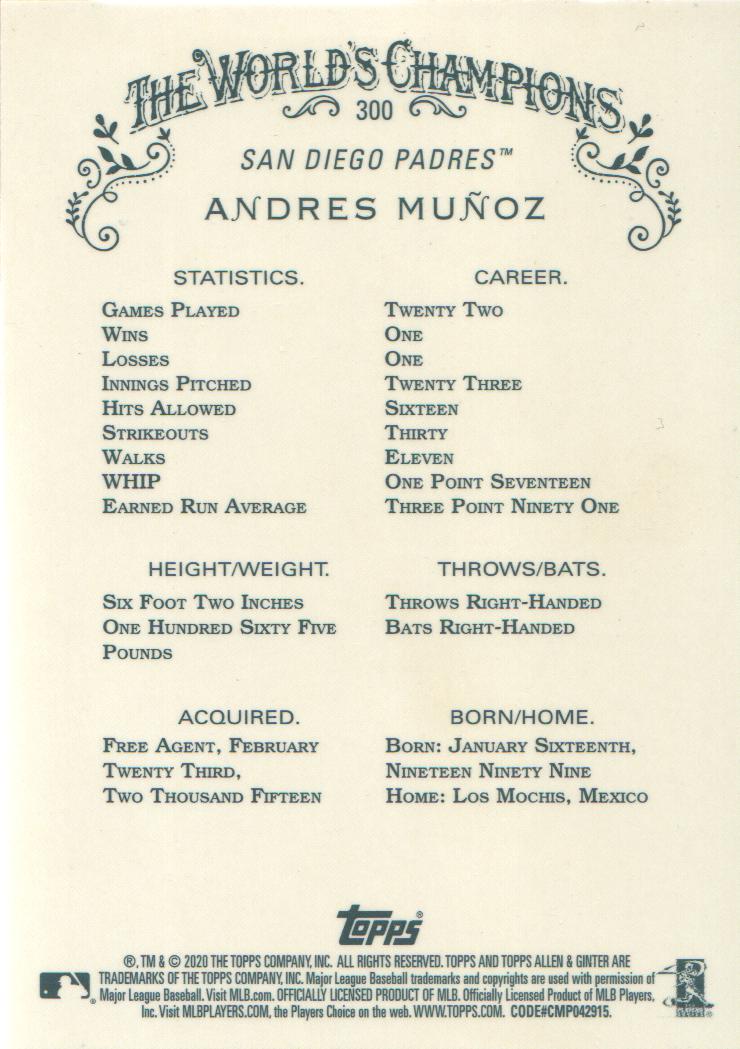 THE WORLD'S CHAMPIONS
300
SAN DIEGO PADRES™
ANDRES MUÑOZ
STATISTICS. CAREER.
GAMES PLAYED TWENTY TWO
WINS ONE
LOSSES ONE
INNINGS PITCHED TWENTY THREE
HITS ALLOWED SIXTEEN
STRIKEOUTS THIRTY
WALKS ELEVEN
WHIP ONE POINT SEVENTEEN
EARNED RUN AVERAGE THREE POINT NINETY ONE
HEIGHT/WEIGHT.
SIX FOOT TWO INCHES
ONE HUNDRED SIXTY FIVE
POUNDS
THROWS/BATS.
THROWS RIGHT-HANDED
BATS RIGHT-HANDED
ACQUIRED.
FREE AGENT, FEBRUARY
TWENTY THIRD,
TWO THOUSAND FIFTEEN
BORN/HOME.
BORN: JANUARY SIXTEENTH,
NINETEEN NINETY NINE
HOME: LOS MOCHIS, MEXICO
Topps®
®, TM & © 2020 THE TOPPS COMPANY, INC. ALL RIGHTS RESERVED. TOPPS AND TOPPS ALLEN & GINTER ARE
TRADEMARKS OF THE TOPPS COMPANY, INC. Major League Baseball trademarks and copyrights are used with permission of
Major League Baseball. Visit MLB.com. OFFICIALLY LICENSED PRODUCT OF MLB. Officially Licensed Product of MLB Players,
Inc. Visit MLBPLAYERS.COM, the Players Choice on the web. WWW.TOPPS.COM. CODE#CMP042915.